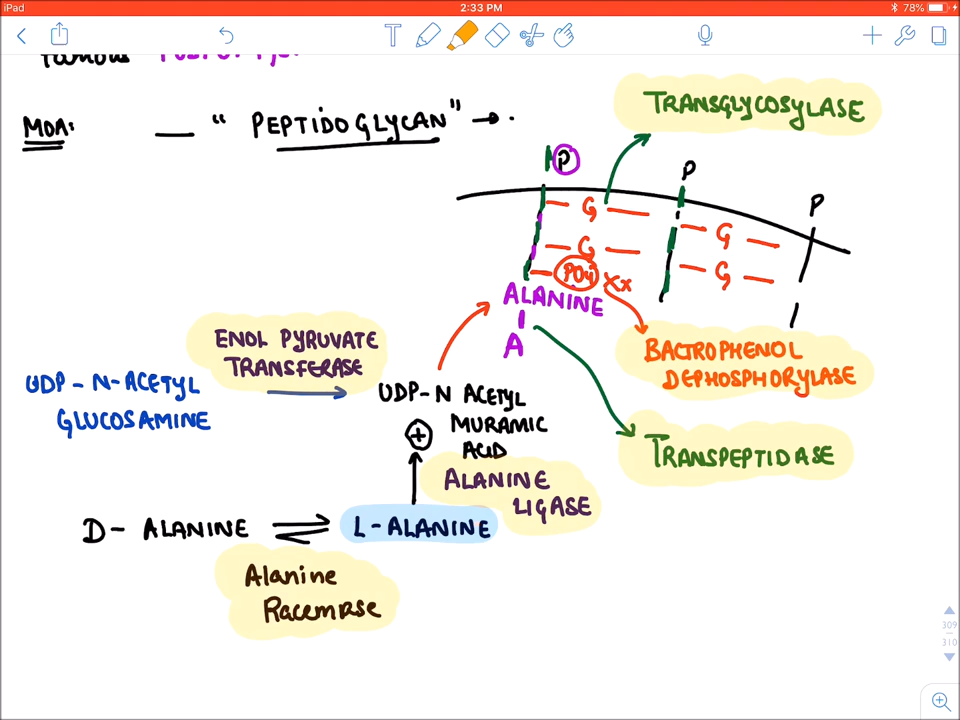 iPad
2:33 PM
78%
T
famous
MOA:
— " PEPTIDOGLYCAN" → .
TRANSGLYCOSYLASE
P
P
P
G
G
G
G
PO4 xx
ALANINE
A
BACTROPHENOL
DEPHOSPHORYLASE
TRANSPEPTIDASE
ENOL PYRUVATE
TRANSFERASE
UDP-N-ACETYL
GLUCOSAMINE
UDP-N ACETYL
MURAMIC
ACID
+
ALANINE
LIGASE
D- ALANINE
L-ALANINE
Alanine
Racemase
309
310